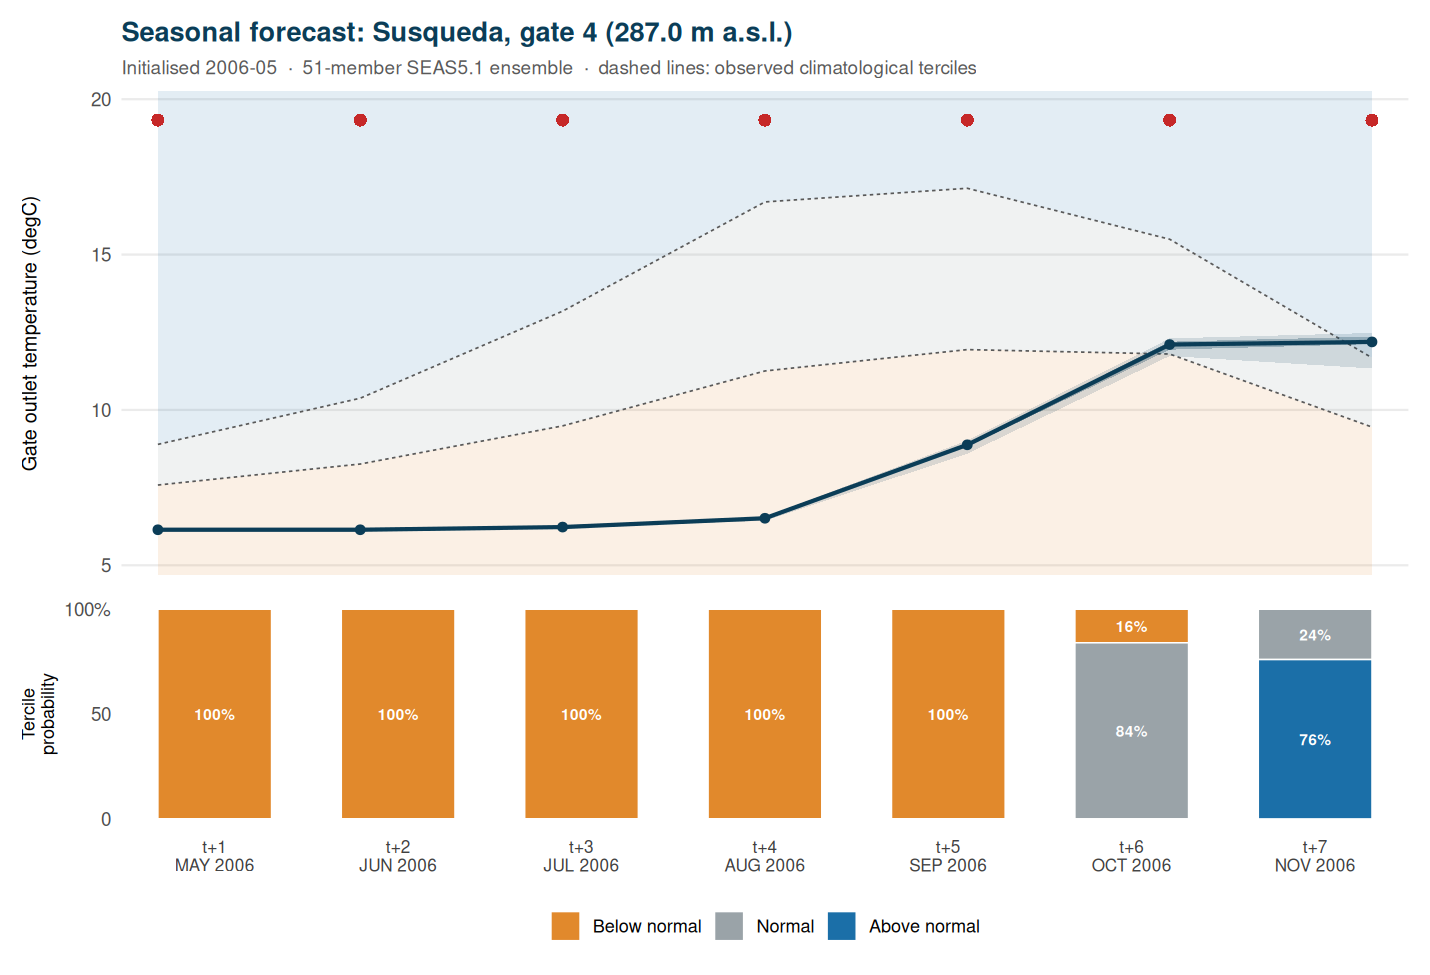 Seasonal forecast: Susqueda, gate 4 (287.0 m a.s.l.)
Initialised 2006-05 · 51-member SEAS5.1 ensemble · dashed lines: observed climatological terciles
Gate outlet temperature (degC)
20
15
10
5
Tercile
probability
100%
50
0
100%
100%
100%
100%
100%
16%
84%
24%
76%
t+1
MAY 2006
t+2
JUN 2006
t+3
JUL 2006
t+4
AUG 2006
t+5
SEP 2006
t+6
OCT 2006
t+7
NOV 2006
Below normal
Normal
Above normal